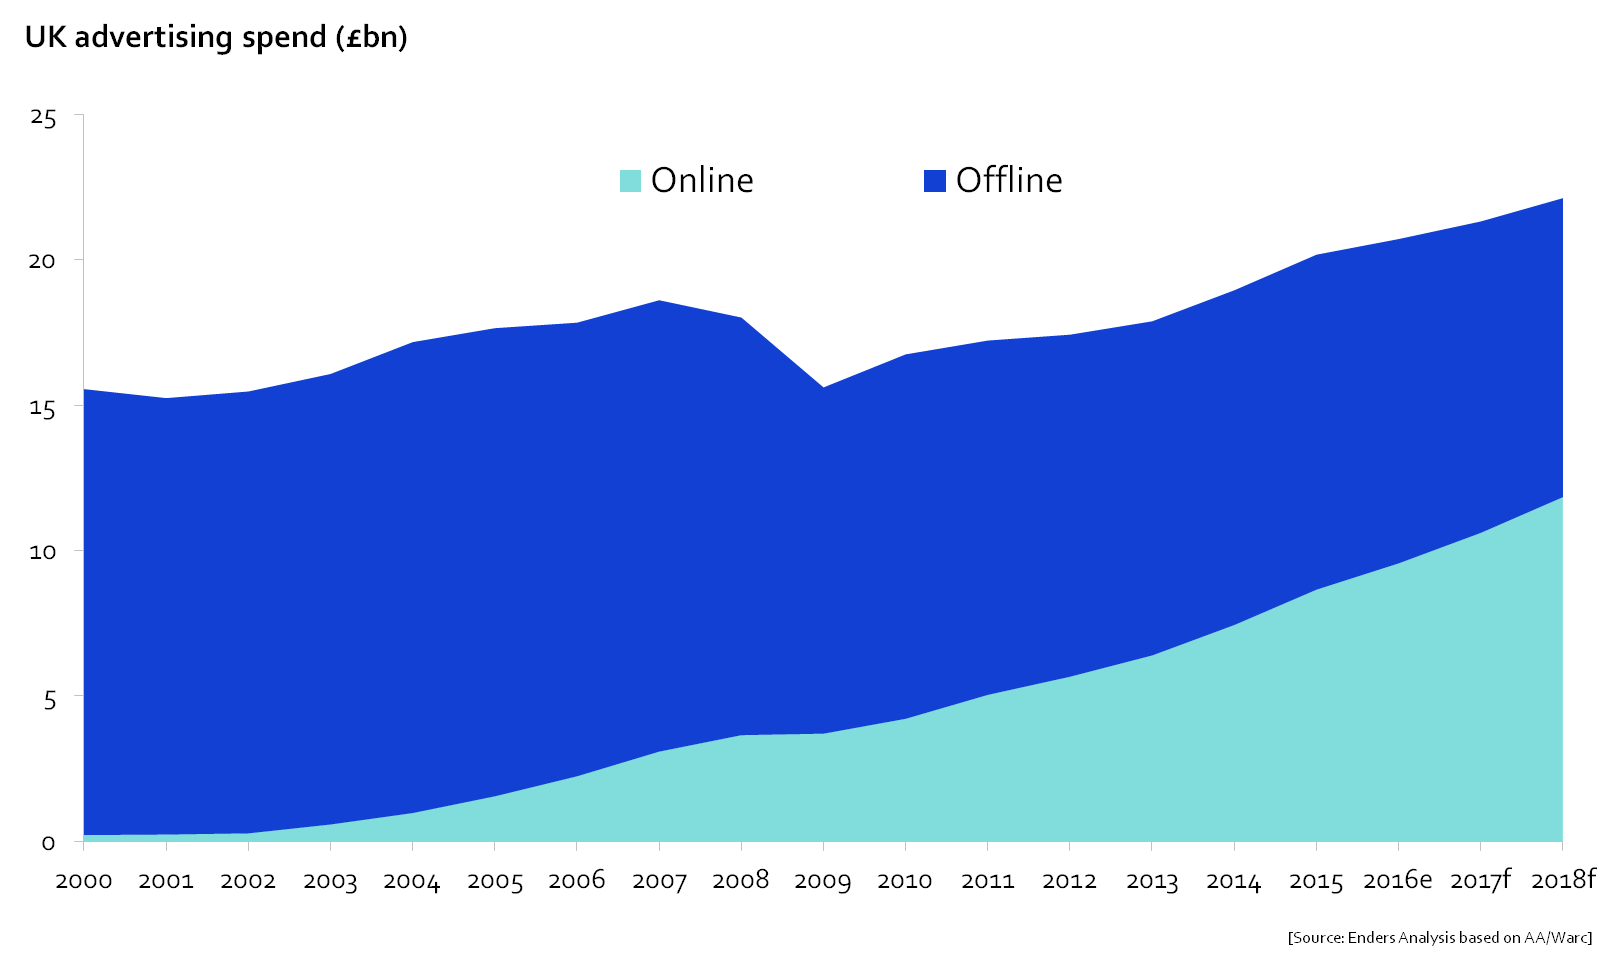 UK advertising spend (£bn)
25
Online Offline
20
15
10
5
0
2000 2001 2002 2003 2004 2005 2006 2007 2008 2009 2010 2011 2012 2013 2014 2015 2016e 2017f 2018f
[Source: Enders Analysis based on AA/Warc]